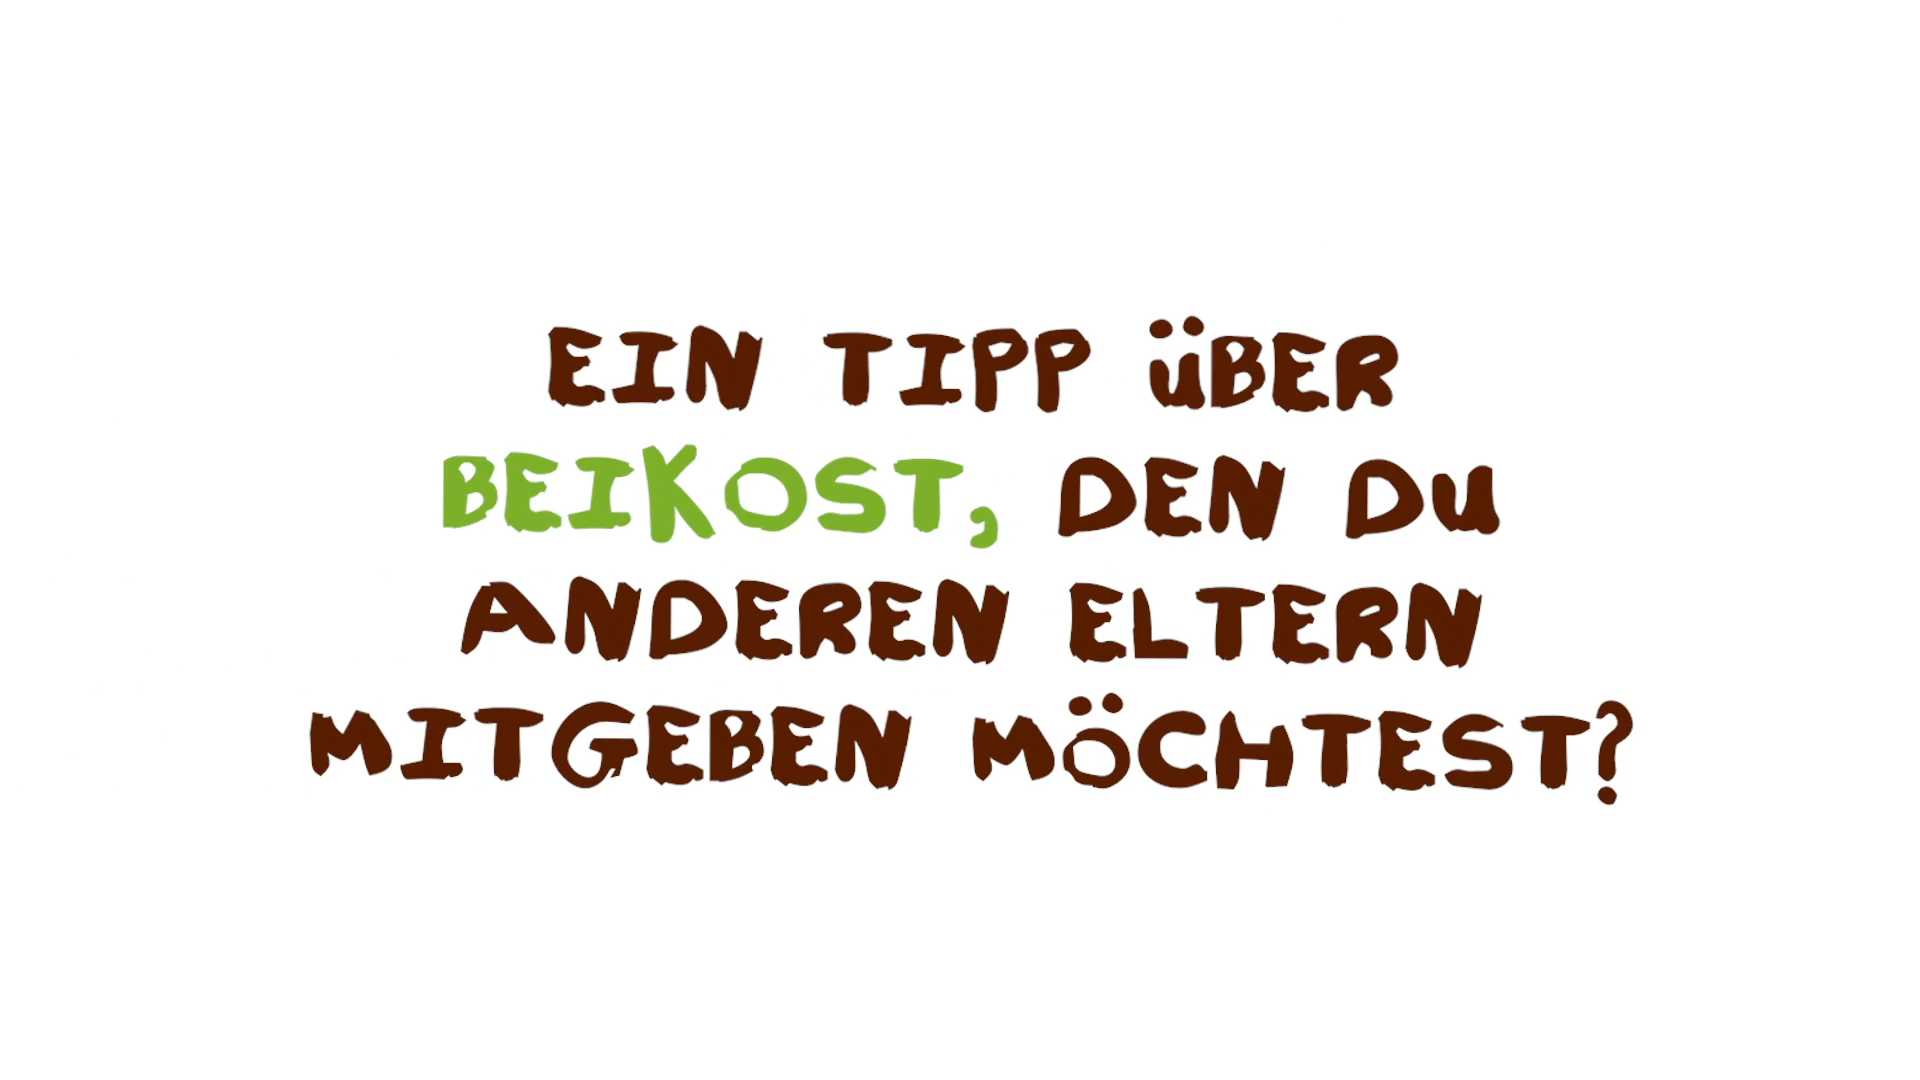 EIN TIPP ÜBER
BEIKOST, DEN DU
ANDEREN ELTERN
MITGEBEN MÖCHTEST?